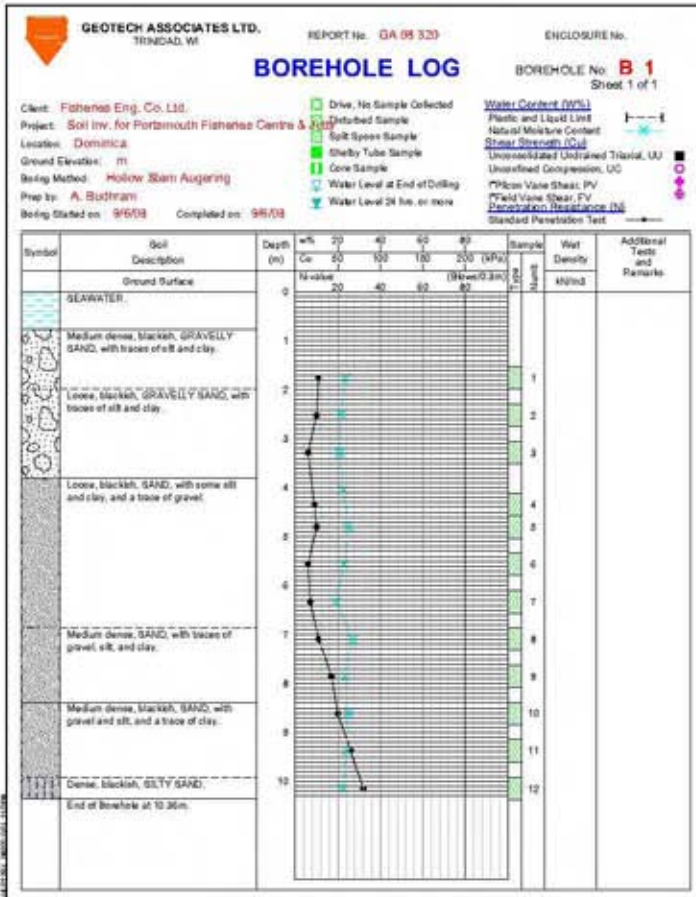 GEOTECH ASSOCIATES LTD.
TRINIDAD, WI
REPORT No. GA 08 320
ENCLOSURE No.
BOREHOLE LOG
BOREHOLE No. B 1
Sheet 1 of 1
Client: Fisheries Eng. Co. Ltd.
Project: Soil Inv. for Portsmouth Fisheries Centre & Jetty
Location: Dominica
Ground Elevation: m
Boring Method: Hollow Stem Augering
Prep by: A. Budhram
Boring Started on: 9/6/08 Completed on: 9/6/08
Drive, No Sample Collected
Disturbed Sample
Split Spoon Sample
Shelby Tube Sample
Core Sample
Water Level at End of Drilling
Water Level 24 hrs. or more
Water Content (W%)
Plastic and Liquid Limit
Natural Moisture Content
Shear Strength (Cu)
Unconsolidated Undrained Triaxial, UU
Unconfined Compression, UC
Pilcon Vane Shear, PV
Field Vane Shear, FV
Penetration Resistance (N)
Standard Penetration Test
Symbol
Soil
Description
Depth
(m)
w% 20 40 60 80
Cu 50 100 200 (kPa)
N-value (Blows/0.3m)
20 40 60 80
Sample
Type
Wet
Density
kN/m3
Additional
Tests
and
Remarks
Ground Surface
0
SEAWATER.
1
Medium dense, blackish, GRAVELLY
SAND, with traces of silt and clay.
1
2
Loose, blackish, GRAVELLY SAND, with
traces of silt and clay.
2
3
3
Loose, blackish, SAND, with some silt
and clay, and a trace of gravel.
4
4
5
5
6
6
7
Medium dense, SAND, with traces of
gravel, silt, and clay.
7
8
8
9
Medium dense, blackish, SAND, with
gravel and silt, and a trace of clay.
10
9
11
10
Dense, blackish, SILTY SAND.
12
End of Borehole at 10.36m.